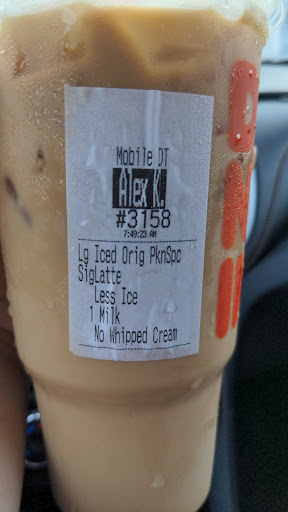 Mobile DT
Alex K.
#3158
7:49:23 AM
Lg Iced Orig PknSpc
SigLatte
Less Ice
1 Milk
No Whipped Cream